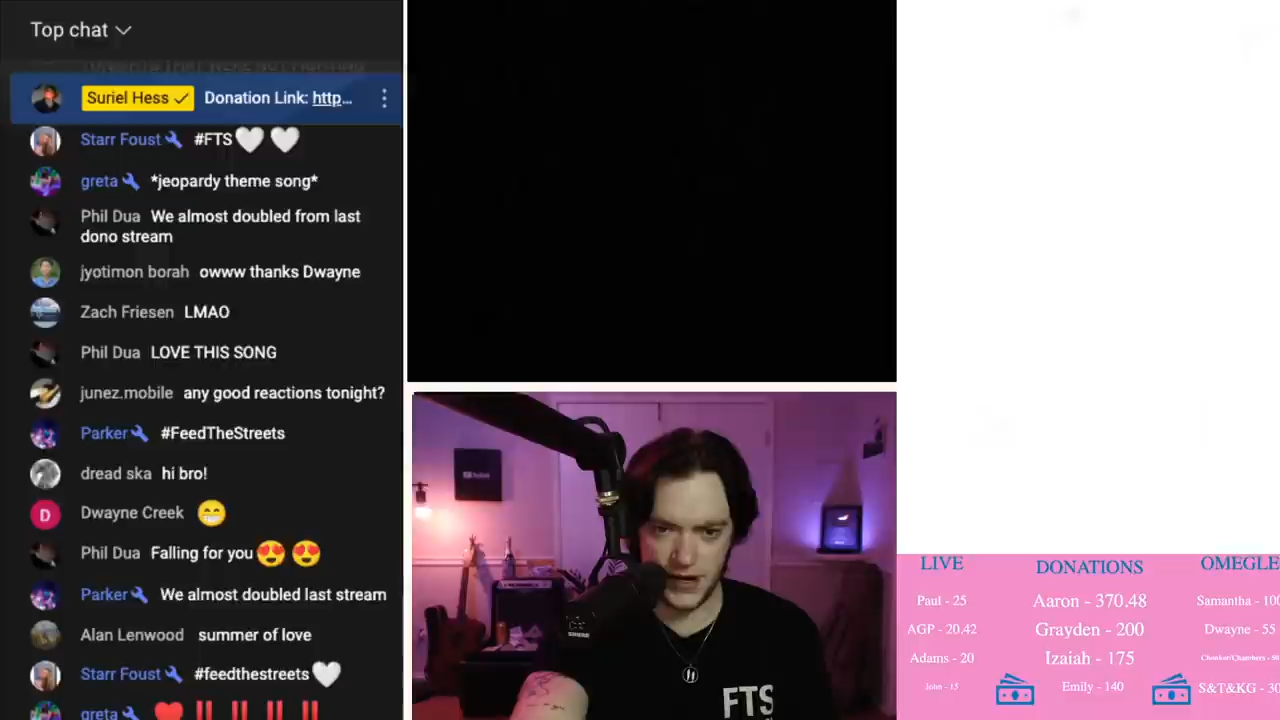 Top chat
Suriel Hess Donation Link: http...
Starr Foust #FTS
greta *jeopardy theme song*
Phil Dua We almost doubled from last
dono stream
jyotimon borah owww thanks Dwayne
Zach Friesen LMAO
Phil Dua LOVE THIS SONG
junez.mobile any good reactions tonight?
Parker #FeedTheStreets
dread ska hi bro!
D Dwayne Creek
Phil Dua Falling for you
Parker We almost doubled last stream
Alan Lenwood summer of love
Starr Foust #feedthestreets
greta
SHURE
FTS
LIVE
Paul - 25
AGP - 20.42
Adams - 20
John - 15
DONATIONS
Aaron - 370.48
Grayden - 200
Izaiah - 175
Emily - 140
OMEGLE
Samantha - 100
Dwayne - 55
S&T&KG - 30